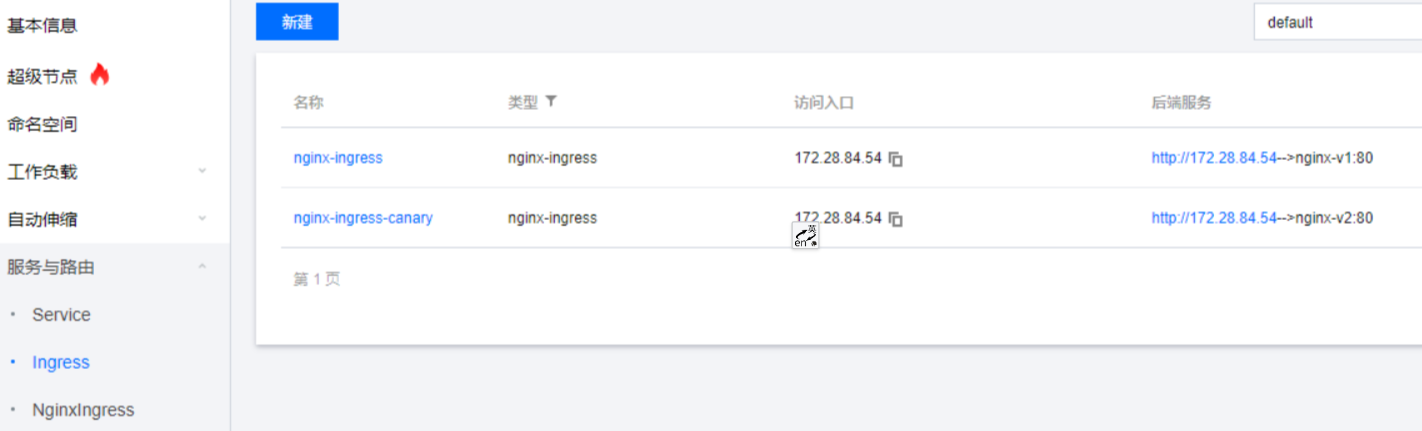 基本信息
超级节点
命名空间
工作负载
自动伸缩
服务与路由
Service
Ingress
NginxIngress
新建 default
名称 类型 访问入口 后端服务
nginx-ingress nginx-ingress 172.28.84.54 http://172.28.84.54-->nginx-v1:80
nginx-ingress-canary nginx-ingress 172.28.84.54 http://172.28.84.54-->nginx-v2:80
英
en
第 1 页